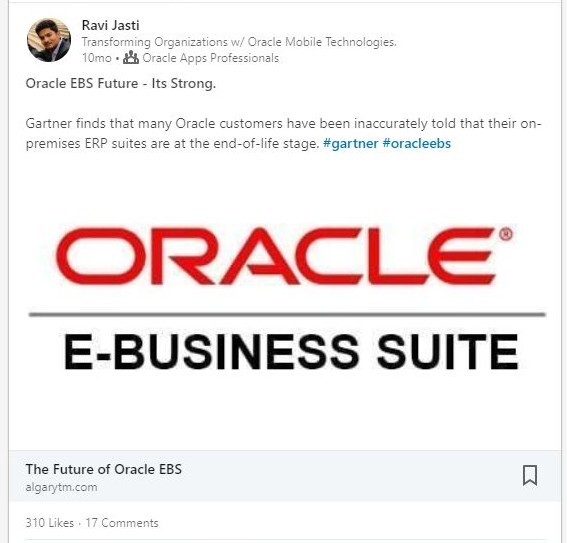 Ravi Jasti
Transforming Organizations w/ Oracle Mobile Technologies.
10mo • Oracle Apps Professionals
Oracle EBS Future - Its Strong.
Gartner finds that many Oracle customers have been inaccurately told that their on-
premises ERP suites are at the end-of-life stage. #gartner #oracleebs
ORACLE®
E-BUSINESS SUITE
The Future of Oracle EBS
algarytm.com
310 Likes · 17 Comments